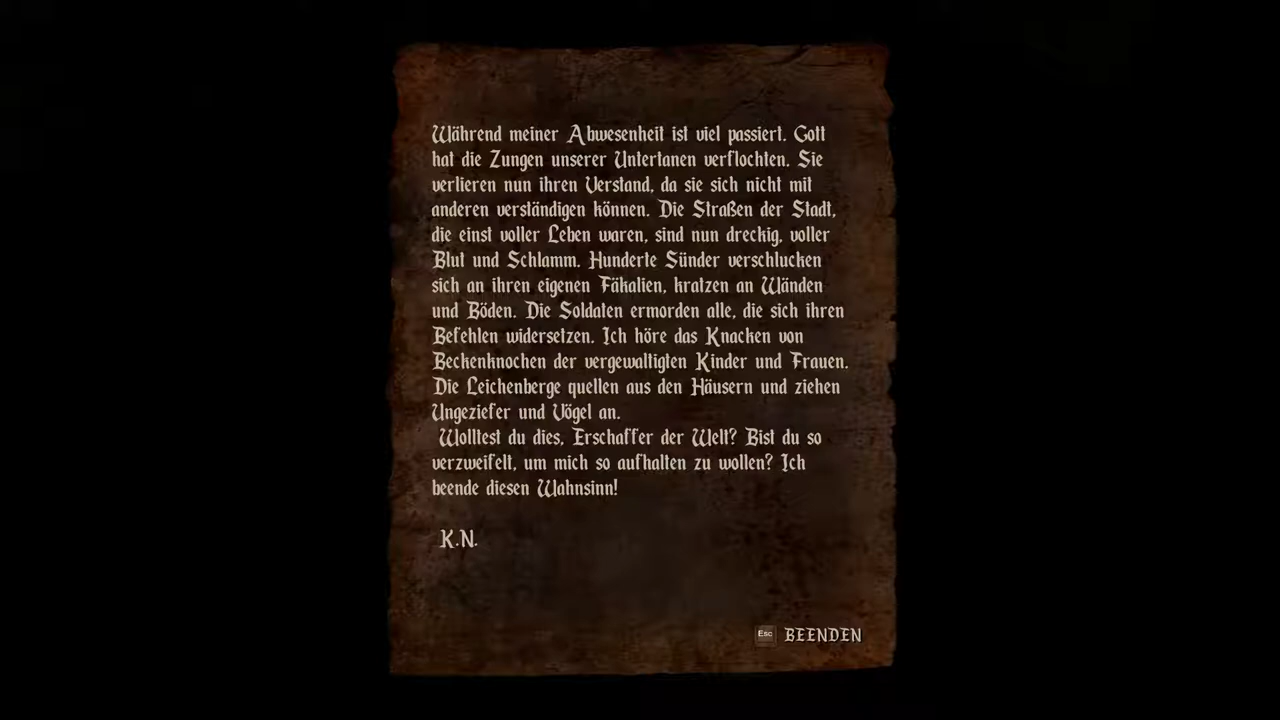 Während meiner Abwesenheit ist viel passiert. Gott
hat die Zungen unserer Untertanen verflochten. Sie
verlieren nun ihren Verstand, da sie sich nicht mit
anderen verständigen können. Die Straßen der Stadt,
die einst voller Leben waren, sind nun dreckig, voller
Blut und Schlamm. Hunderte Sünder verschlucken
sich an ihren eigenen Fäkalien, kratzen an Wänden
und Böden. Die Soldaten ermorden alle, die sich ihren
Befehlen widersetzen. Ich höre das Knacken von
Beckenknochen der vergewaltigten Kinder und Frauen.
Die Leichenberge quellen aus den Häusern und ziehen
Ungeziefer und Vögel an.
Wolltest du dies, Erschaffer der Welt? Bist du so
verzweifelt, um mich so aufhalten zu wollen? Ich
beende diesen Wahnsinn!
K.N.
Esc BEENDEN